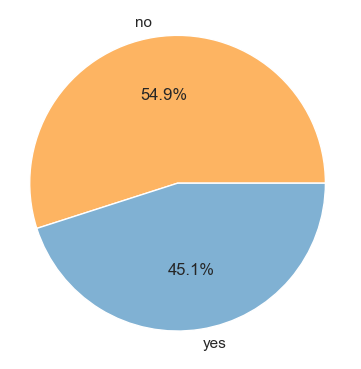 no
54.9%
45.1%
yes